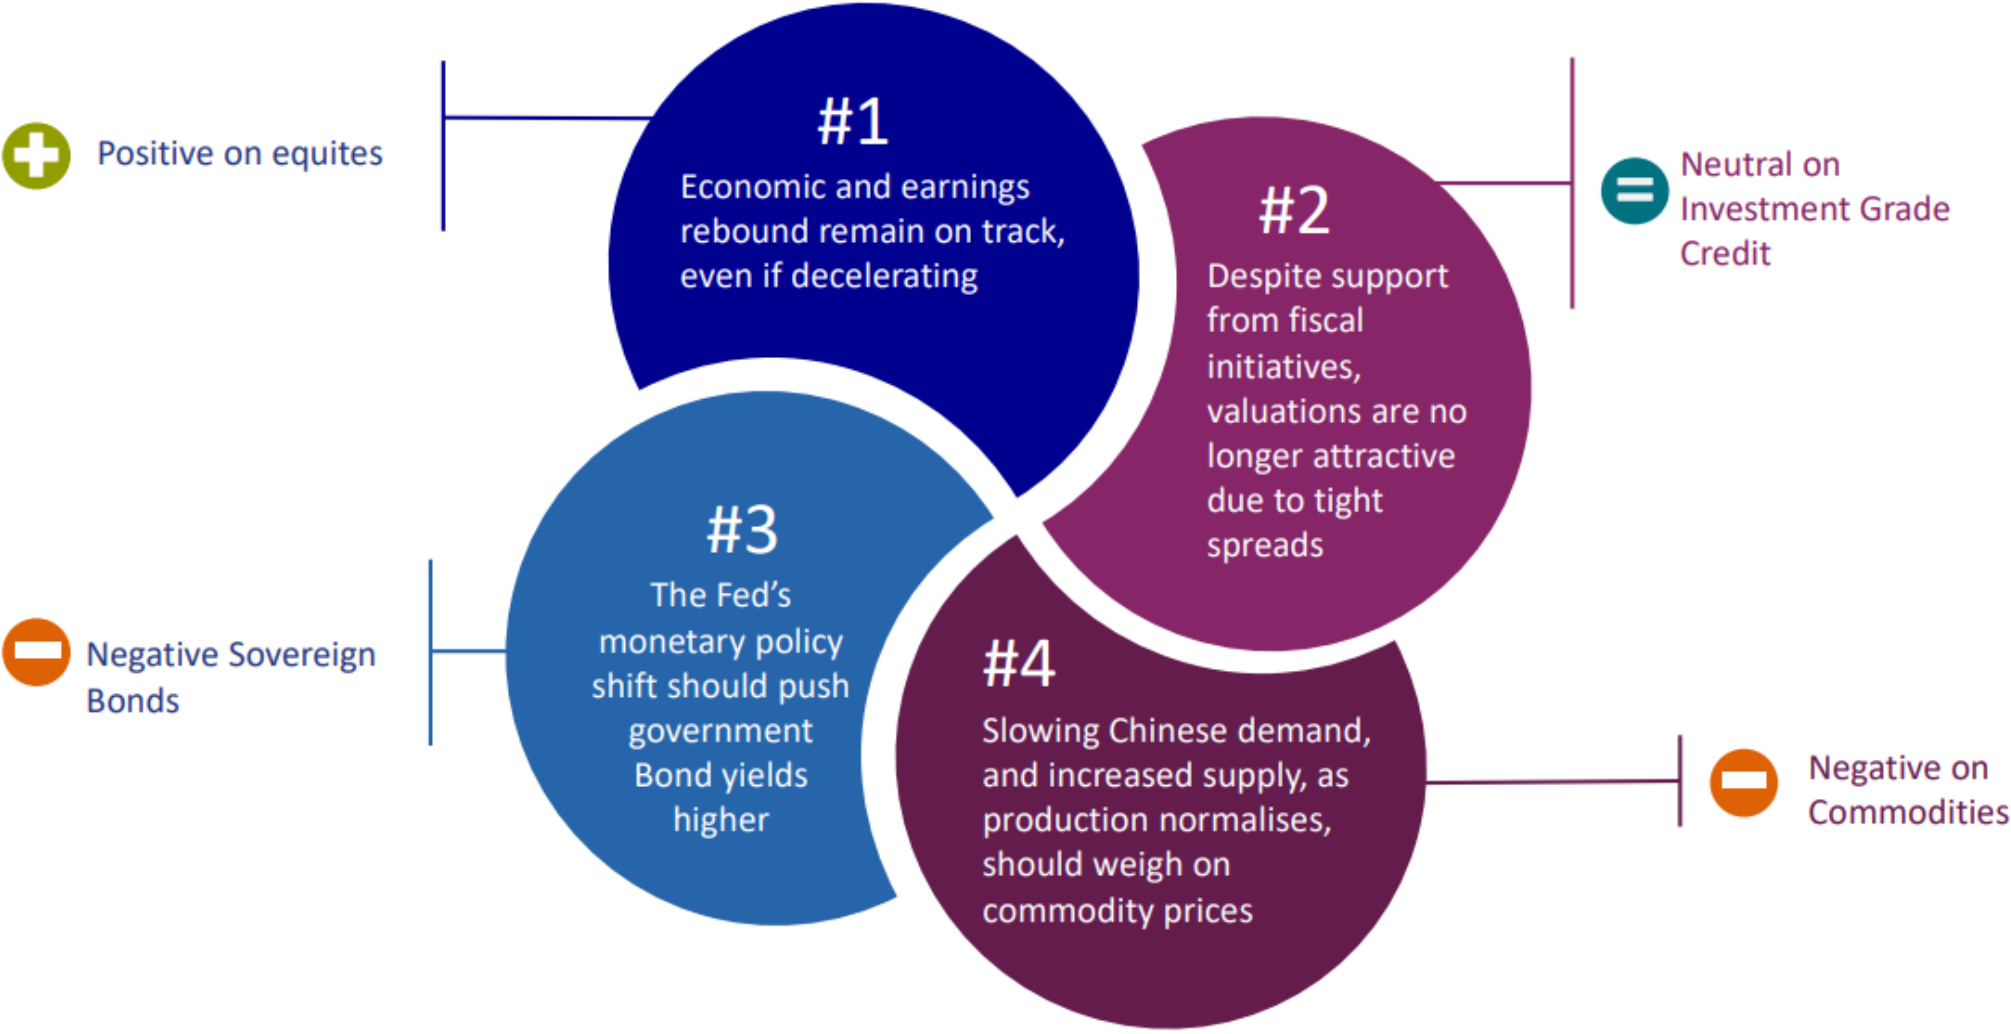 Positive on equites
#1
Economic and earnings
rebound remain on track,
even if decelerating
#2
Despite support
from fiscal
initiatives,
valuations are no
longer attractive
due to tight
spreads
Neutral on
Investment Grade
Credit
#3
The Fed’s
monetary policy
shift should push
government
Bond yields
higher
Negative Sovereign
Bonds
#4
Slowing Chinese demand,
and increased supply, as
production normalises,
should weigh on
commodity prices
Negative on
Commodities